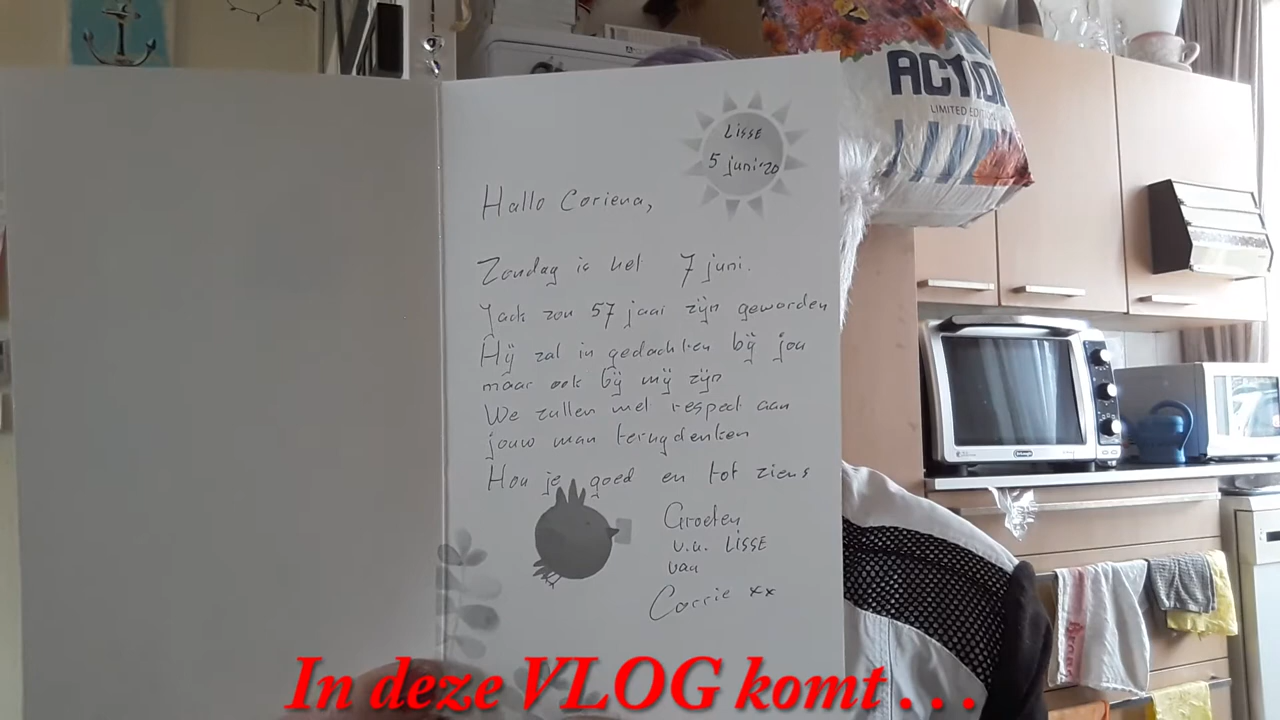 ACTION
LIMITED EDITION
LISSE
5 juni '20
Hallo Coriena,
Zondag is het 7 juni.
Jack zou 57 jaar zijn geworden
Hij zal in gedachten bij jou
maar ook bij mij zijn
We zullen met respect aan
jouw man terugdenken
Hou je goed en tot ziens
Groeten
v.u. LISSE
van
Corrie xx
In deze VLOG komt . . .